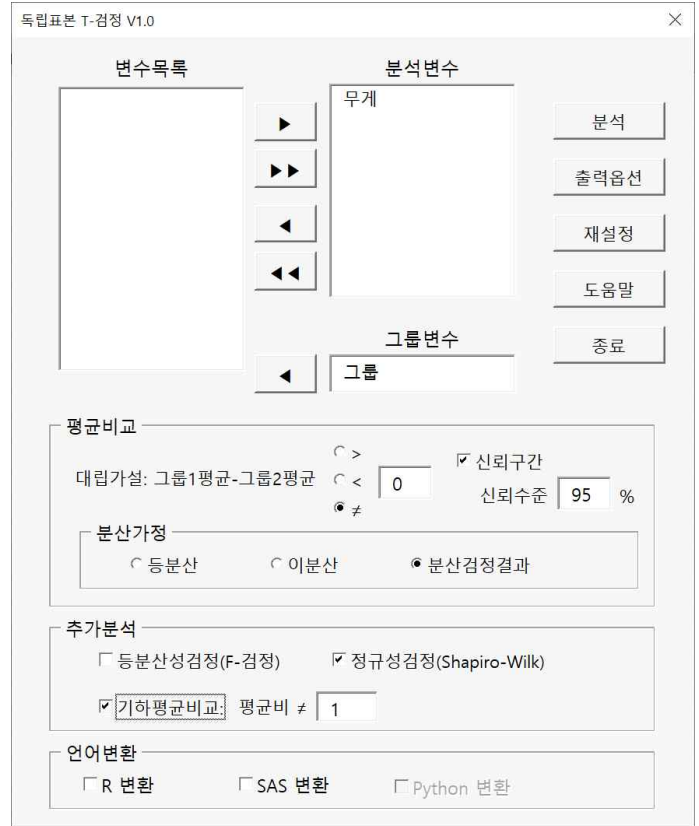 독립표본 T-검정 V1.0
변수목록
분석변수
무게
분석
출력옵션
재설정
도움말
종료
그룹변수
그룹
평균비교
대립가설: 그룹1평균-그룹2평균
>
<
≠
0
신뢰구간
신뢰수준 95 %
분산가정
등분산 이분산 분산검정결과
추가분석
등분산성검정(F-검정) 정규성검정(Shapiro-Wilk)
기하평균비교: 평균비 ≠ 1
언어변환
R 변환 SAS 변환 Python 변환